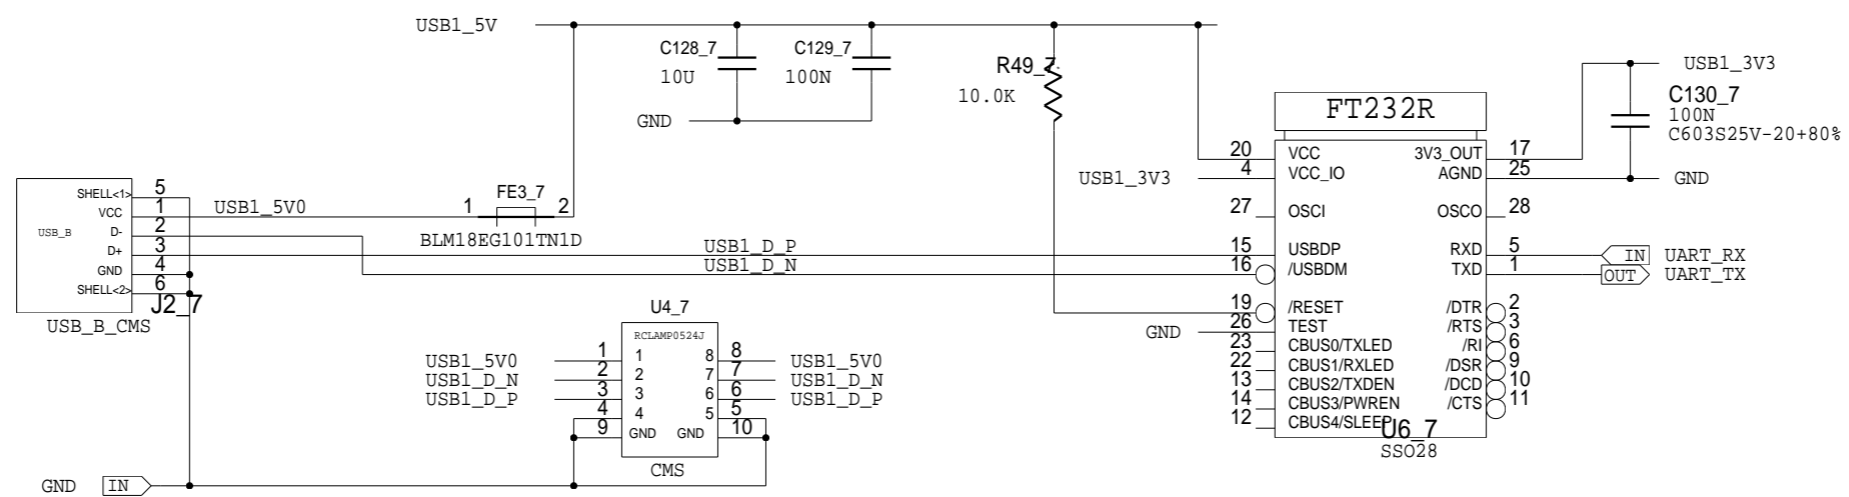 USB1_5V
C128_7
10U
C129_7
100N
GND
R49_7
10.0K
USB1_3V3
C130_7
100N
C603S25V-20+80%
GND
FT232R
20 VCC 3V3_OUT 17
USB1_3V3 4 VCC_IO AGND 25
27 OSCI OSCO 28
15 USBDP RXD 5 IN UART_RX
16 /USBDM TXD 1 OUT UART_TX
19 /RESET /DTR 2
GND 26 TEST /RTS 3
23 CBUS0/TXLED /RI 6
22 CBUS1/RXLED /DSR 9
13 CBUS2/TXDEN /DCD 10
14 CBUS3/PWREN /CTS 11
12 CBUS4/SLEEP
U6_7
SSO28
USB_B
SHELL<1> 5
VCC 1
D- 2
D+ 3
GND 4
SHELL<2> 6
J2_7
USB_B_CMS
USB1_5V0
FE3_7
1 2
BLM18EG101TN1D
USB1_D_P
USB1_D_N
U4_7
RCLAMP0524J
USB1_5V0 1 1 8 8 USB1_5V0
USB1_D_N 2 2 7 7 USB1_D_N
USB1_D_P 3 3 6 6 USB1_D_P
4 4 5 5
9 GND GND 10
CMS
GND IN